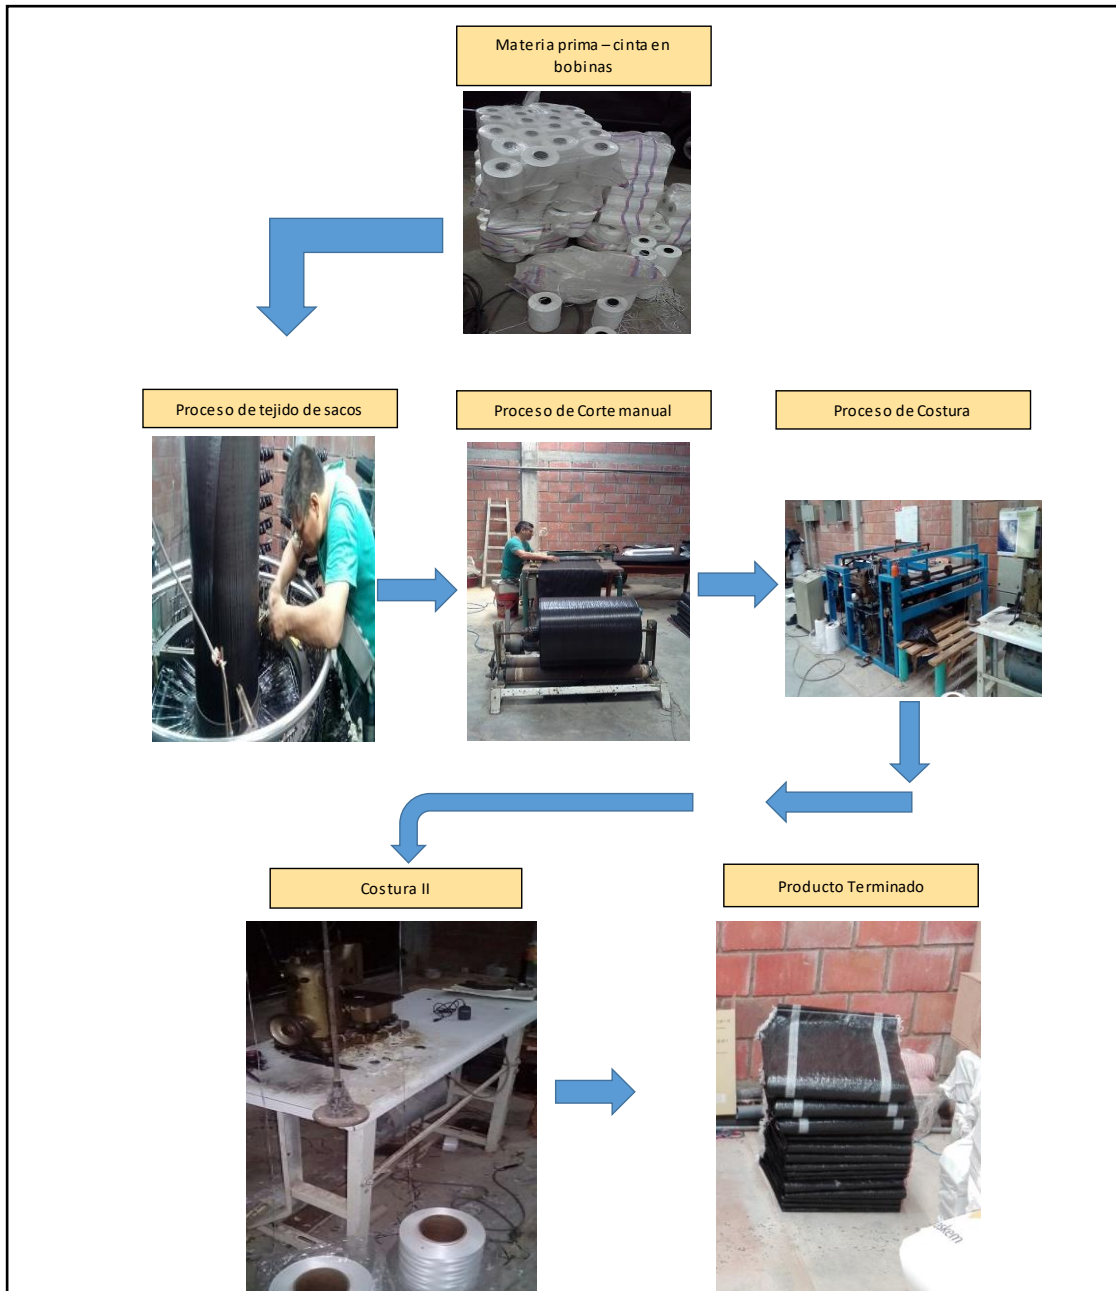 Materia prima – cinta en
bobinas
Proceso de tejido de sacos
Proceso de Corte manual
Proceso de Costura
Costura II
Producto Terminado